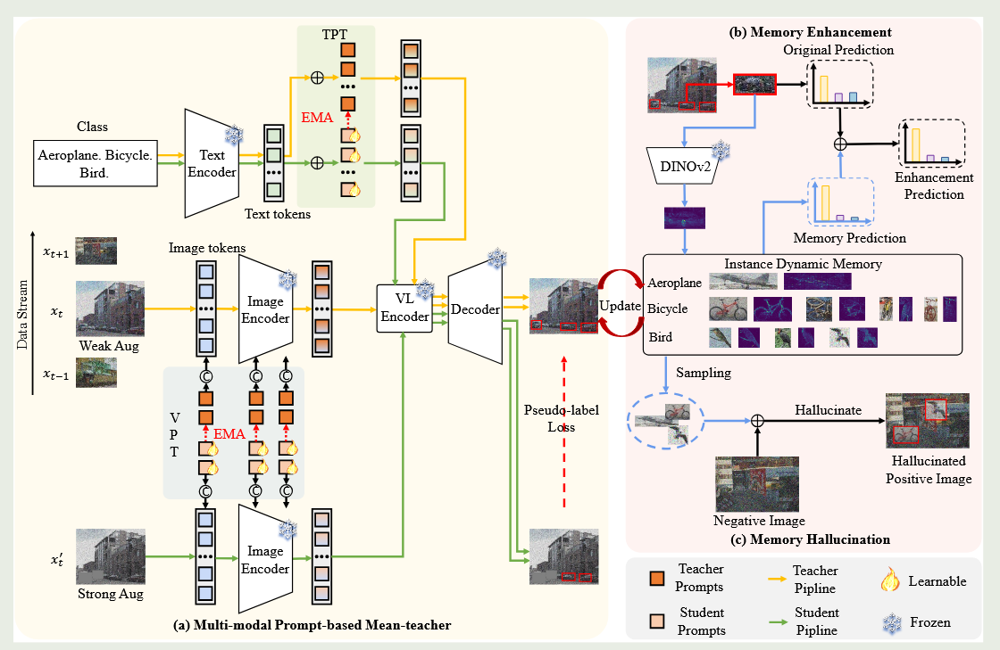 TPT
EMA
Class
Aeroplane. Bicycle.
Bird.
Text
Encoder
Text tokens
Data Stream
x_{t+1}
x_t
Weak Aug
x_{t-1}
Image tokens
Image
Encoder
VL
Encoder
Decoder
V
P
T
EMA
C
C
C
C
C
C
x'_t
Strong Aug
Image
Encoder
Pseudo-label
Loss
(a) Multi-modal Prompt-based Mean-teacher
Update
(b) Memory Enhancement
Original Prediction
DINOv2
Enhancement
Prediction
Memory Prediction
Instance Dynamic Memory
Aeroplane
Bicycle
Bird
Sampling
Hallucinate
Hallucinated
Positive Image
Negative Image
(c) Memory Hallucination
Teacher
Prompts
Teacher
Pipline
Learnable
Student
Prompts
Student
Pipline
Frozen